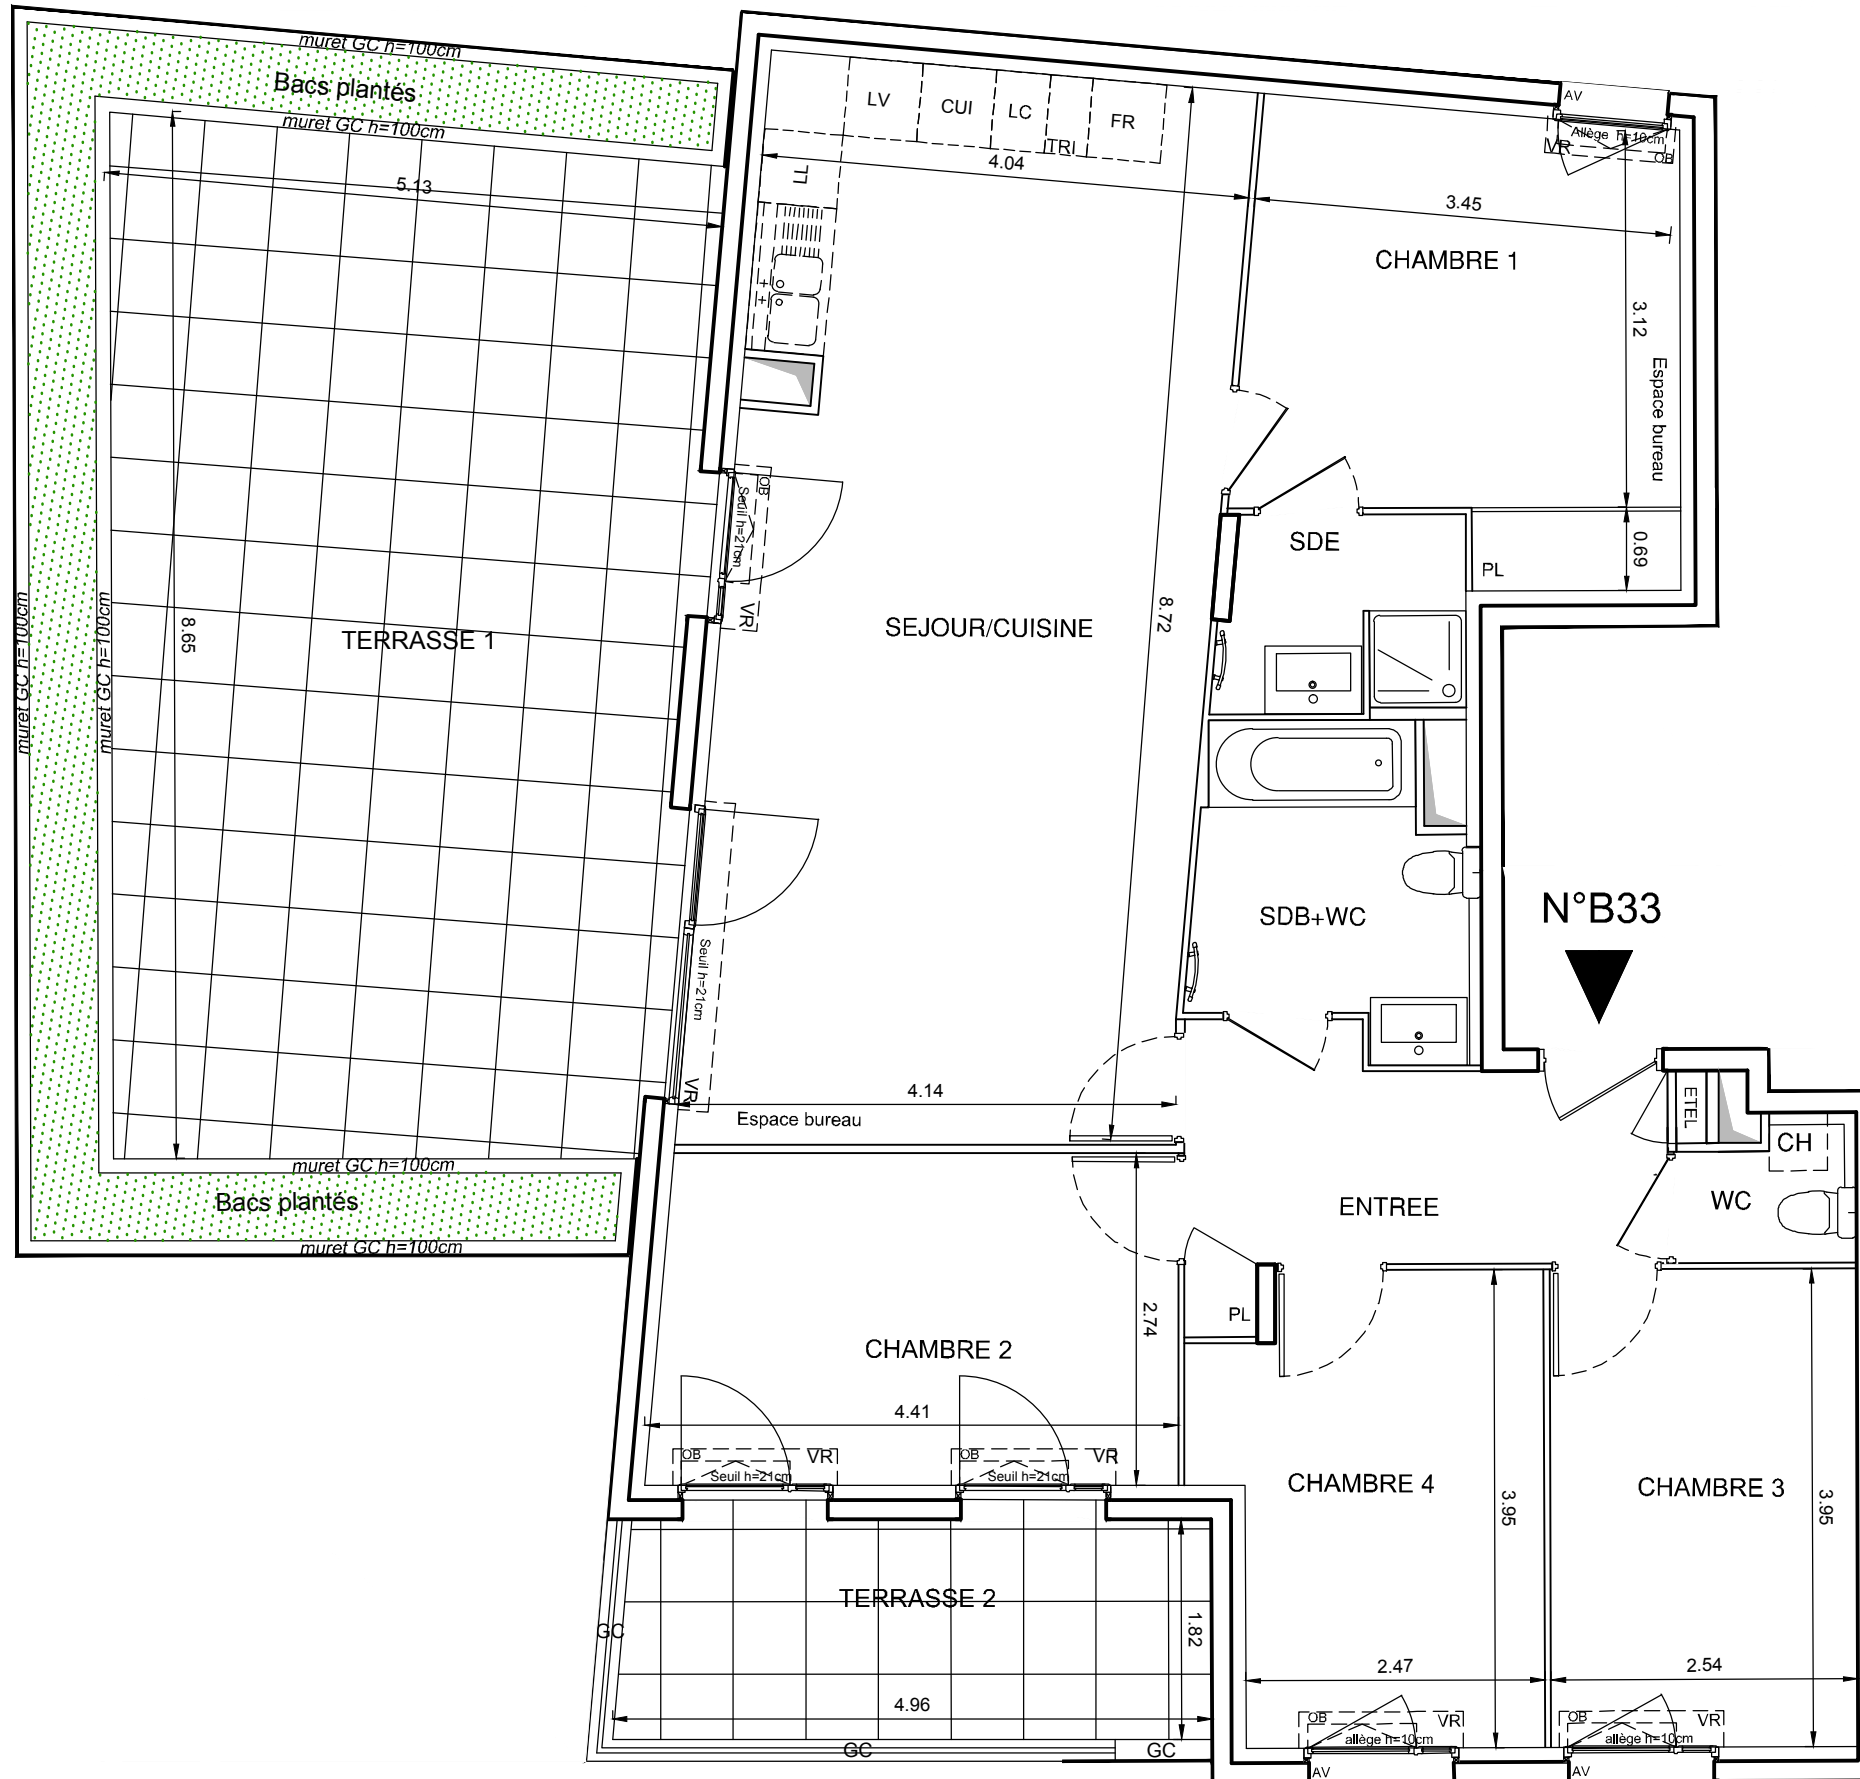 muret GC h=100cm
Bacs plantés
muret GC h=100cm
5.13
8.65
TERRASSE 1
muret GC h=100cm
muret GC h=100cm
muret GC h=100cm
Bacs plantés
muret GC h=100cm
LV
CUI
LC
TRI
FR
LL
4.04
AV
Allège h=10cm
VR
OB
3.45
CHAMBRE 1
3.12
Espace bureau
0.69
PL
SDE
OB
Seuil h=21cm
VR
SEJOUR/CUISINE
8.72
SDB+WC
N°B33
Seuil h=21cm
VR
4.14
Espace bureau
ETEL
CH
WC
ENTREE
PL
2.74
CHAMBRE 2
4.41
OB
VR
Seuil h=21cm
OB
VR
Seuil h=21cm
CHAMBRE 4
3.95
CHAMBRE 3
3.95
TERRASSE 2
1.82
GC
4.96
GC
GC
2.47
2.54
OB
VR
allège h=10cm
AV
OB
VR
allège h=10cm
AV